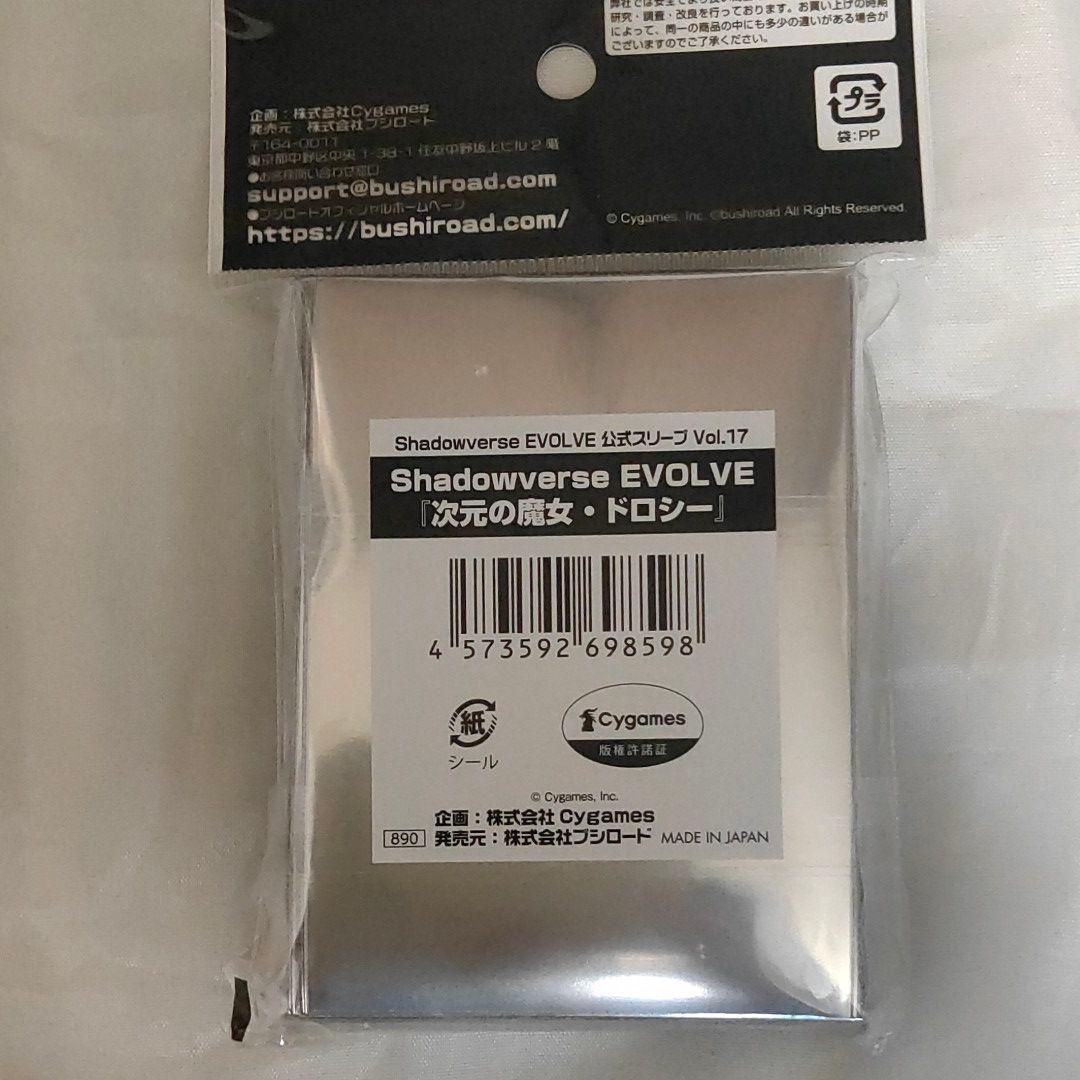 弊社では安全でより良い商品
研究・調査・改良を行っております。お買い上げの時期
によって、同一の商品の中にも多少の違いがある場合が
ございますのでご了承ください。
プラ
袋:PP
企画：株式会社Cygames
発売元：株式会社ブシロード
〒164-0011
東京都中野区中央1-38-1 住友中野坂上ビル2階
●お客様問い合わせ窓口
support@bushiroad.com
●ブシロードオフィシャルホームページ
https://bushiroad.com/
© Cygames, Inc. ©bushiroad All Rights Reserved.
Shadowverse EVOLVE 公式スリーブ Vol.17
Shadowverse EVOLVE
『次元の魔女・ドロシー』
4 573592 698598
紙
シール
Cygames
版権許諾証
© Cygames, Inc.
企画：株式会社 Cygames
890 発売元：株式会社ブシロード MADE IN JAPAN